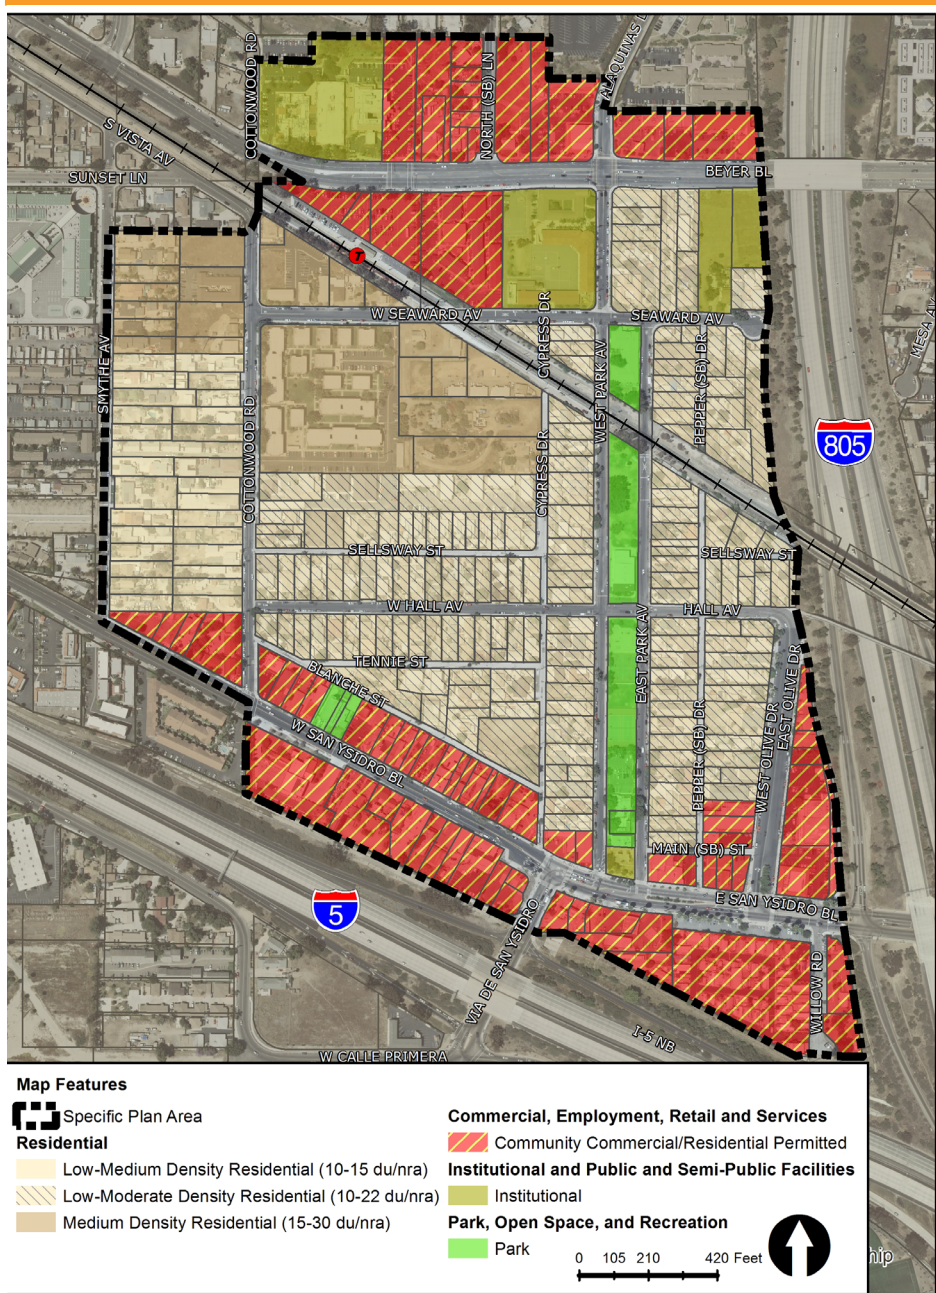 COTTONWOOD RD
NORTH (SB) LN
ALAQUINAS
S VISTA AV
SUNSET LN
BEYER BL
T
W SEAWARD AV
SEAWARD AV
CYPRESS DR
WEST PARK AV
PEPPER (SB) DR
MESA AV
SMYTHE AV
805
COTTONWOOD RD
CYPRESS DR
SELLSWAY ST
SELLSWAY ST
W HALL AV
HALL AV
EAST PARK AV
TENNIE ST
BLANCHE ST
EAST OLIVE DR
WEST OLIVE DR
W SAN YSIDRO BL
PEPPER (SB) DR
MAIN (SB) ST
E SAN YSIDRO BL
5
VIA DE SAN YSIDRO
WILLOW RD
I-5 NB
W CALLE PRIMERA
Map Features
Specific Plan Area
Residential
Low-Medium Density Residential (10-15 du/nra)
Low-Moderate Density Residential (10-22 du/nra)
Medium Density Residential (15-30 du/nra)
Commercial, Employment, Retail and Services
Community Commercial/Residential Permitted
Institutional and Public and Semi-Public Facilities
Institutional
Park, Open Space, and Recreation
Park
0 105 210 420 Feet
hip